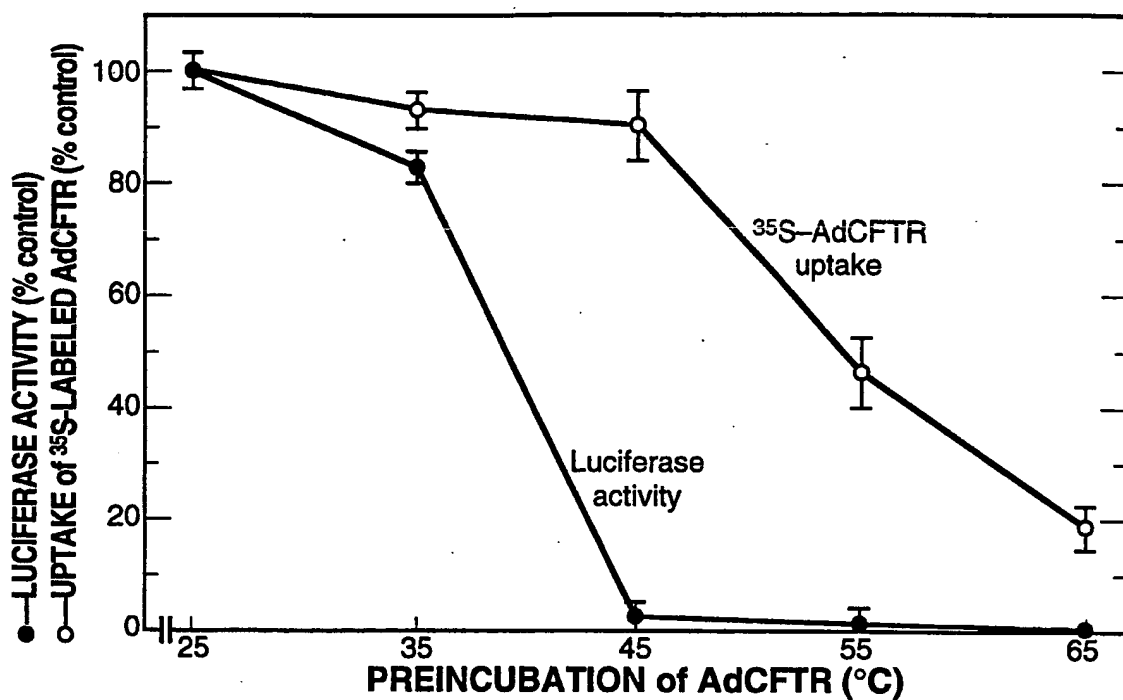 ●—LUCIFERASE ACTIVITY (% control)
○—UPTAKE of ³⁵S-LABELED AdCFTR (% control)
100
80
60
40
20
0
³⁵S–AdCFTR
uptake
Luciferase
activity
25 35 45 55 65
PREINCUBATION of AdCFTR (°C)